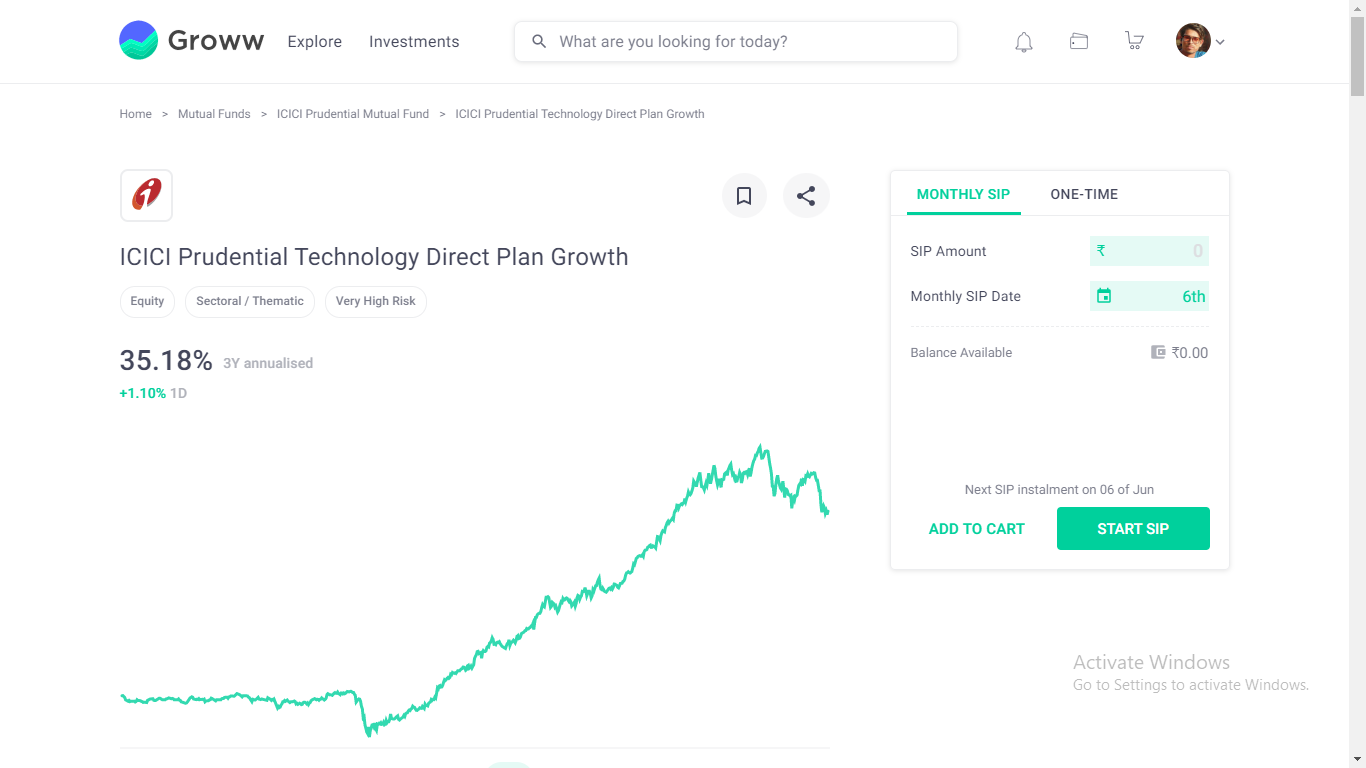 Groww Explore Investments What are you looking for today?
Home > Mutual Funds > ICICI Prudential Mutual Fund > ICICI Prudential Technology Direct Plan Growth
ICICI Prudential Technology Direct Plan Growth
Equity Sectoral / Thematic Very High Risk
35.18% 3Y annualised
+1.10% 1D
MONTHLY SIP ONE-TIME
SIP Amount ₹ 0
Monthly SIP Date 6th
Balance Available ₹0.00
Next SIP instalment on 06 of Jun
ADD TO CART START SIP
Activate Windows
Go to Settings to activate Windows.